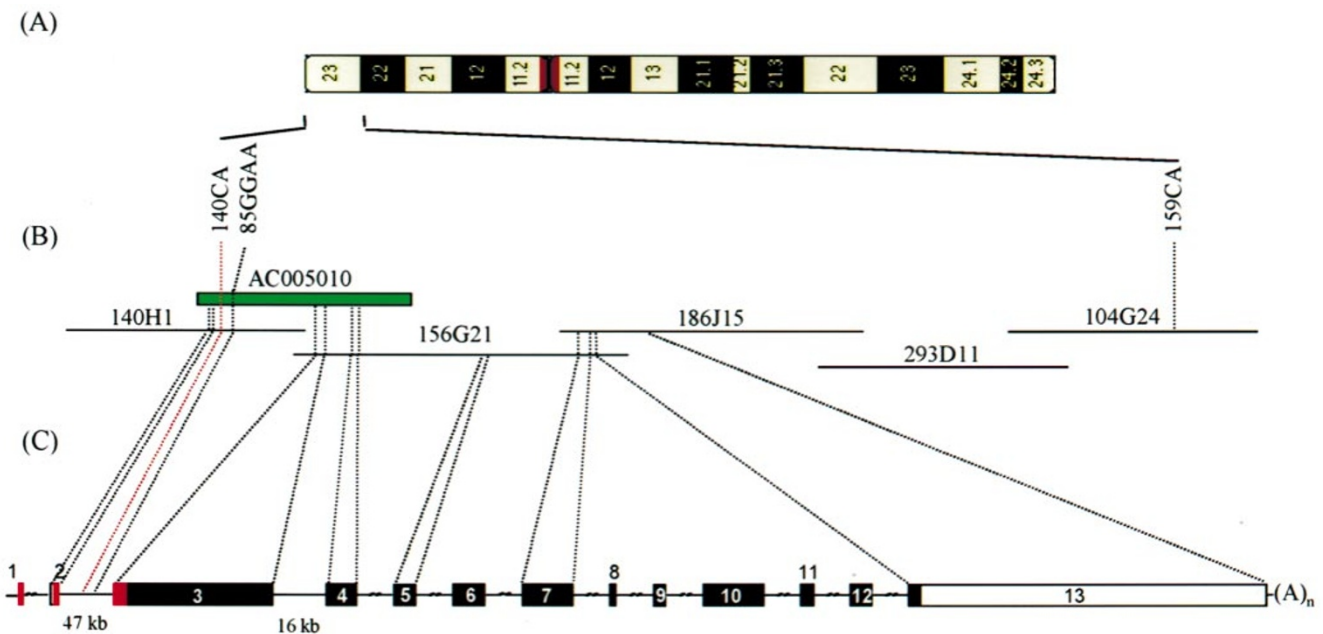 (A)
23 22 21 12 11.2 11.2 12 13 21.1 21.2 21.3 22 23 24.1 24.2 24.3
140CA
85GGAA
159CA
(B)
AC005010
140H1
156G21
186J15
104G24
293D11
(C)
1 2 3 4 5 6 7 8 9 10 11 12 13 (A)n
47 kb
16 kb